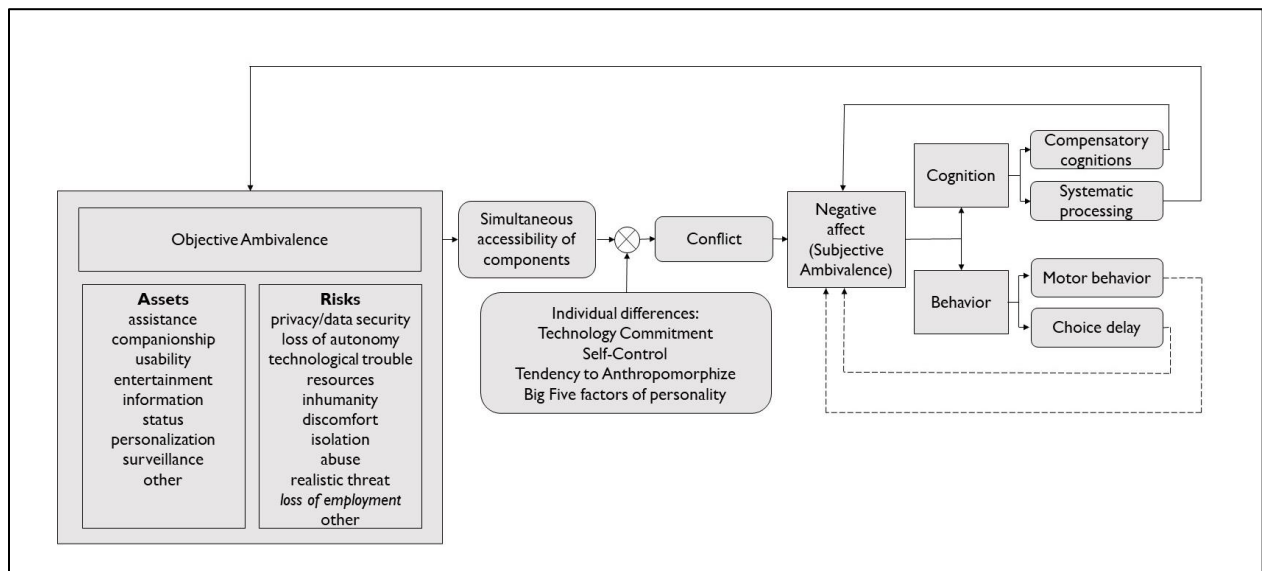 Objective Ambivalence
Assets
assistance
companionship
usability
entertainment
information
status
personalization
surveillance
other
Risks
privacy/data security
loss of autonomy
technological trouble
resources
inhumanity
discomfort
isolation
abuse
realistic threat
loss of employment
other
Simultaneous
accessibility of
components
Individual differences:
Technology Commitment
Self-Control
Tendency to Anthropomorphize
Big Five factors of personality
Conflict
Negative
affect
(Subjective
Ambivalence)
Cognition
Compensatory
cognitions
Systematic
processing
Behavior
Motor behavior
Choice delay